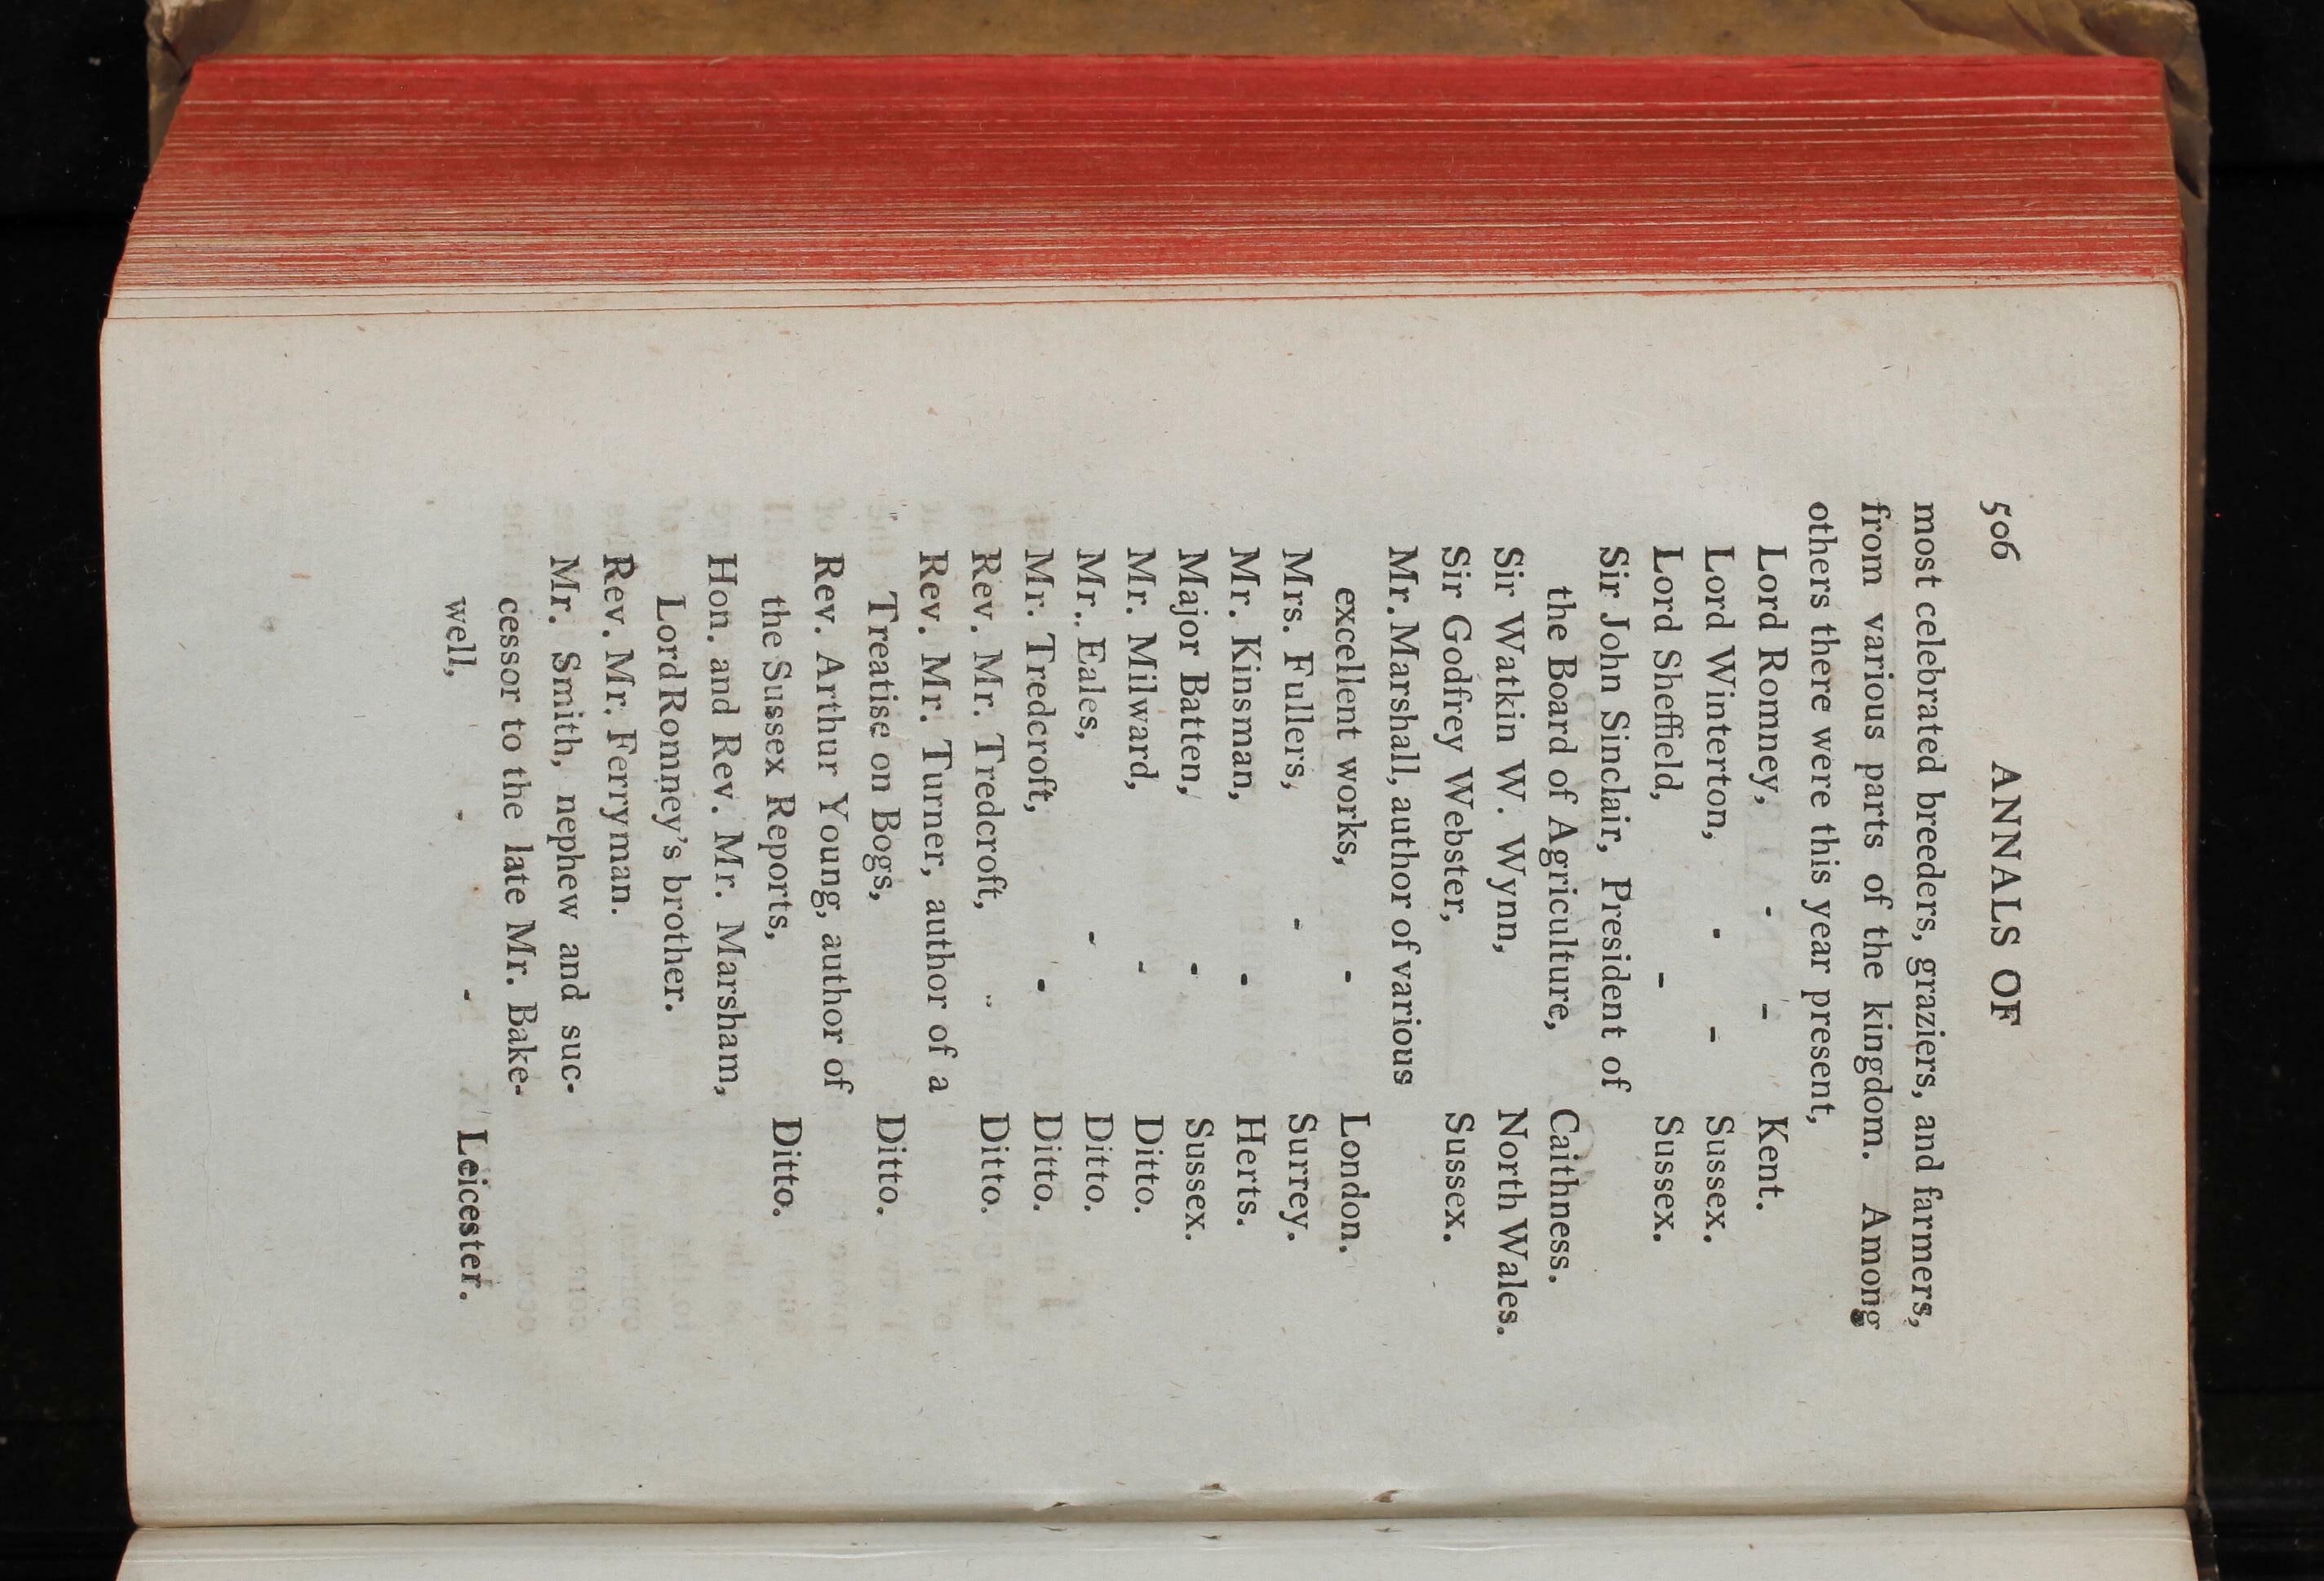 506 ANNALS OF
most celebrated breeders, graziers, and farmers,
from various parts of the kingdom. Among
others there were this year present,
Lord Romney, - - Kent.
Lord Winterton, - - Sussex.
Lord Sheffield, - Sussex.
Sir John Sinclair, President of
the Board of Agriculture, Caithness.
Sir Watkin W. Wynn, North Wales.
Sir Godfrey Webster, Sussex.
Mr. Marshall, author of various
excellent works, - London.
Mrs. Fullers, - Surrey.
Mr. Kinsman, - Herts.
Major Batten, - Sussex.
Mr. Milward, - Ditto.
Mr. Eales, - Ditto.
Mr. Tredcroft, - Ditto.
Rev. Mr. Tredcroft, - Ditto.
Rev. Mr. Turner, author of a
Treatise on Bogs, Ditto.
Rev. Arthur Young, author of
the Sussex Reports, Ditto.
Hon. and Rev. Mr. Marsham,
Lord Romney's brother.
Rev. Mr. Ferryman.
Mr. Smith, nephew and suc-
cessor to the late Mr. Bake-
well, - - Leicester.